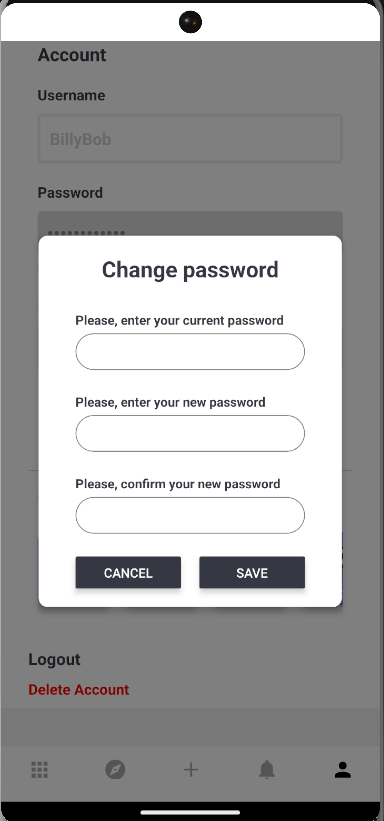 Account
Username
BillyBob
Password
••••••••••••
Change password
Please, enter your current password
Please, enter your new password
Please, confirm your new password
CANCEL
SAVE
Logout
Delete Account